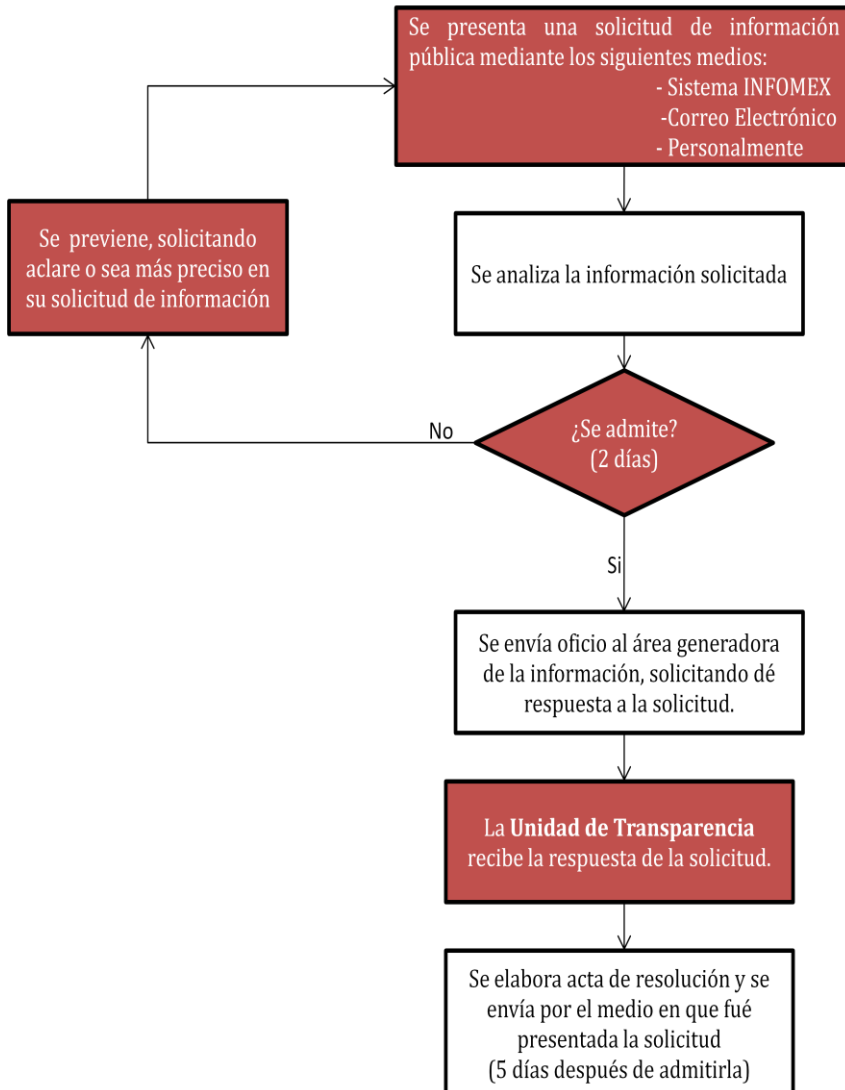 Se presenta una solicitud de información
pública mediante los siguientes medios:
- Sistema INFOMEX
-Correo Electrónico
- Personalmente
Se previene, solicitando
aclare o sea más preciso en
su solicitud de información
Se analiza la información solicitada
No
¿Se admite?
(2 días)
Si
Se envía oficio al área generadora
de la información, solicitando dé
respuesta a la solicitud.
La Unidad de Transparencia
recibe la respuesta de la solicitud.
Se elabora acta de resolución y se
envía por el medio en que fué
presentada la solicitud
(5 días después de admitirla)